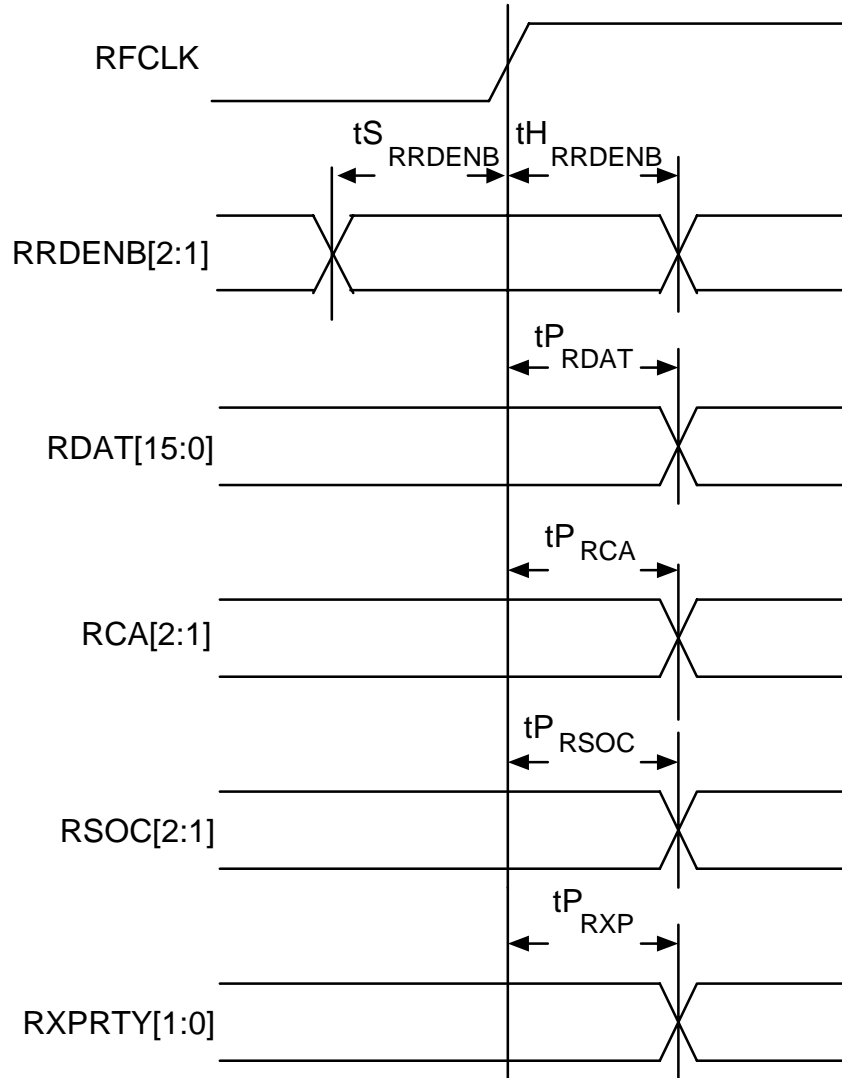 RFCLK
tS RRDENB
tH RRDENB
RRDENB[2:1]
tP RDAT
RDAT[15:0]
tP RCA
RCA[2:1]
tP RSOC
RSOC[2:1]
tP RXP
RXPRTY[1:0]